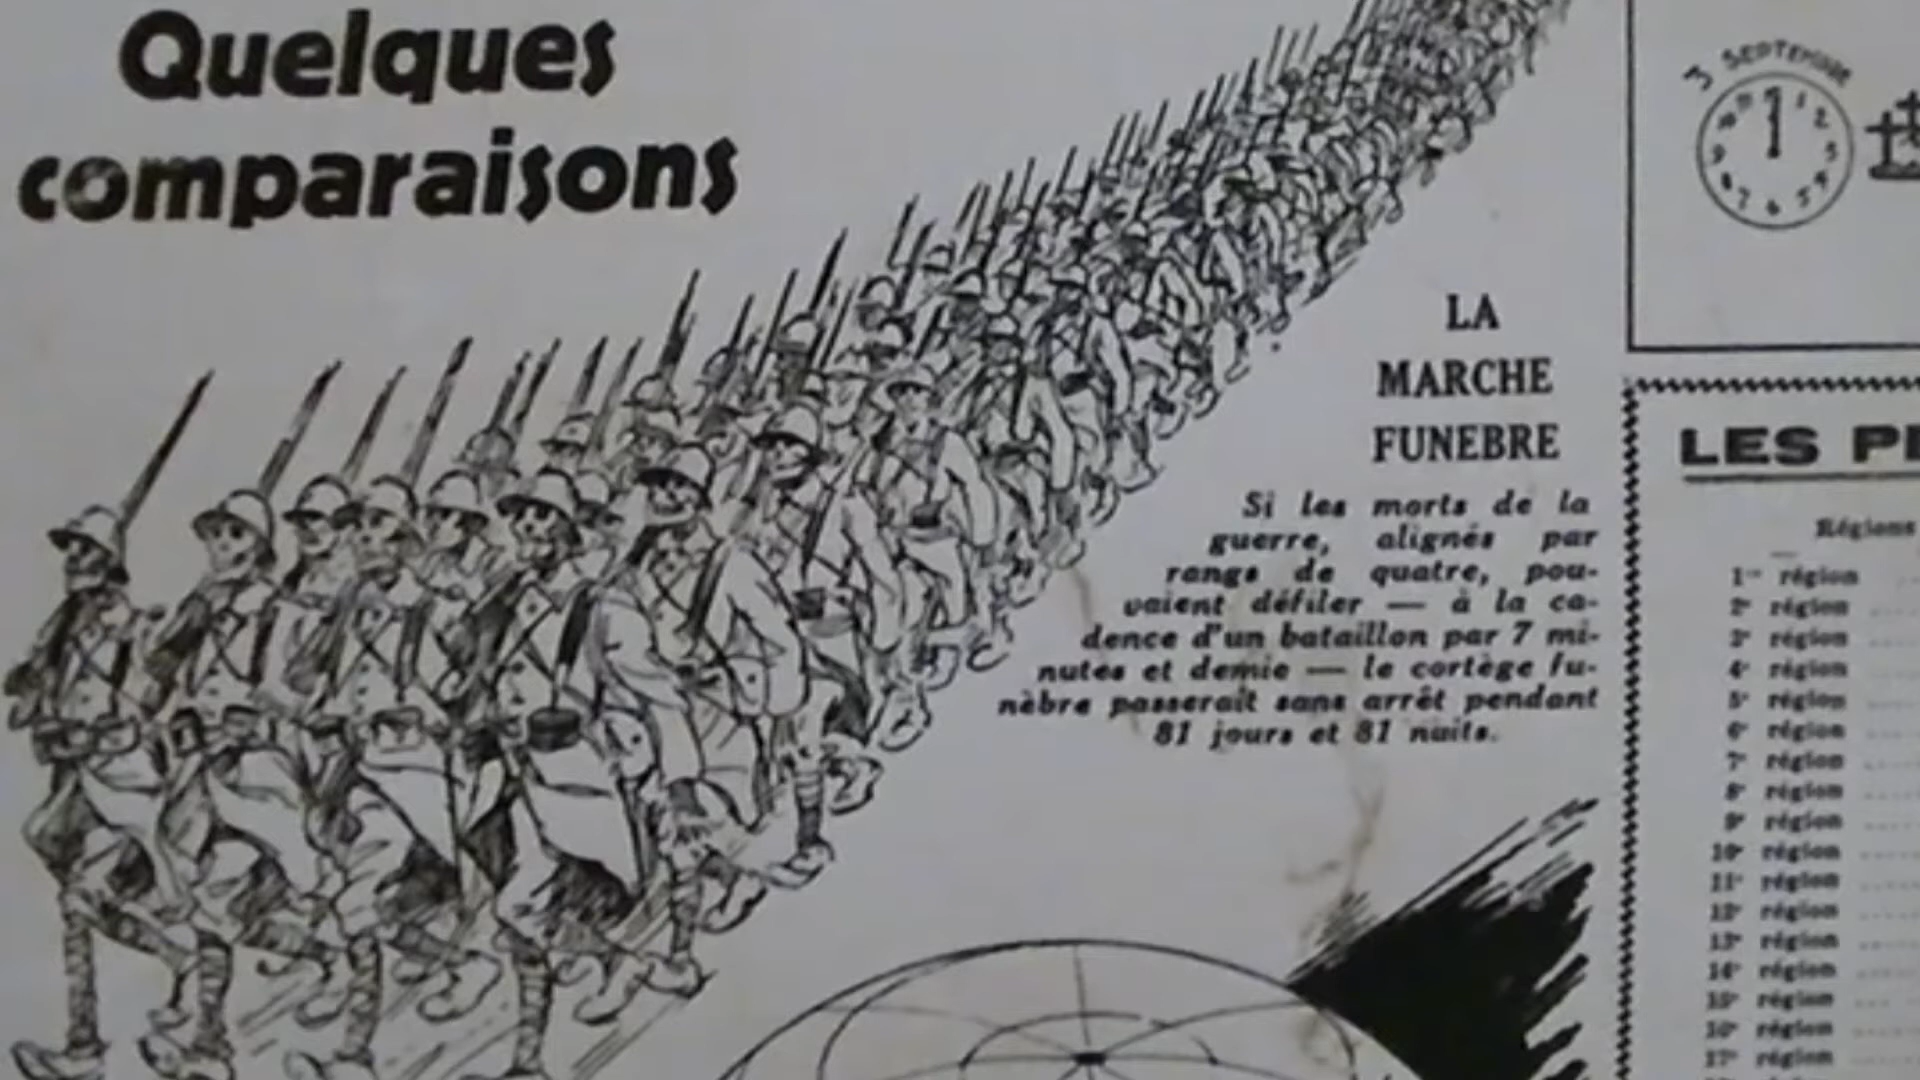 Quelques
comparaisons
LA
MARCHE
FUNEBRE
Si les morts de la
guerre, alignés par
rangs de quatre, pou-
vaient défiler — à la ca-
dence d'un bataillon par 7 mi-
nutes et demie — le cortège fu-
nèbre passerait sans arrêt pendant
81 jours et 81 nuits.
3 SEPTEMBRE
LES
Régions
1re région
2e région
3e région
4e région
5e région
6e région
7e région
8e région
9e région
10e région
11e région
12e région
13e région
14e région
15e région
16e région
17e région